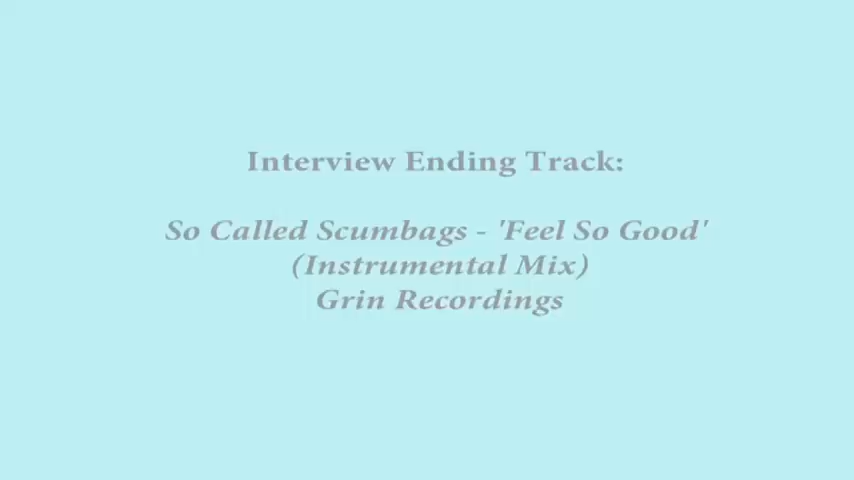 Interview Ending Track:
So Called Scumbags - 'Feel So Good'
(Instrumental Mix)
Grin Recordings